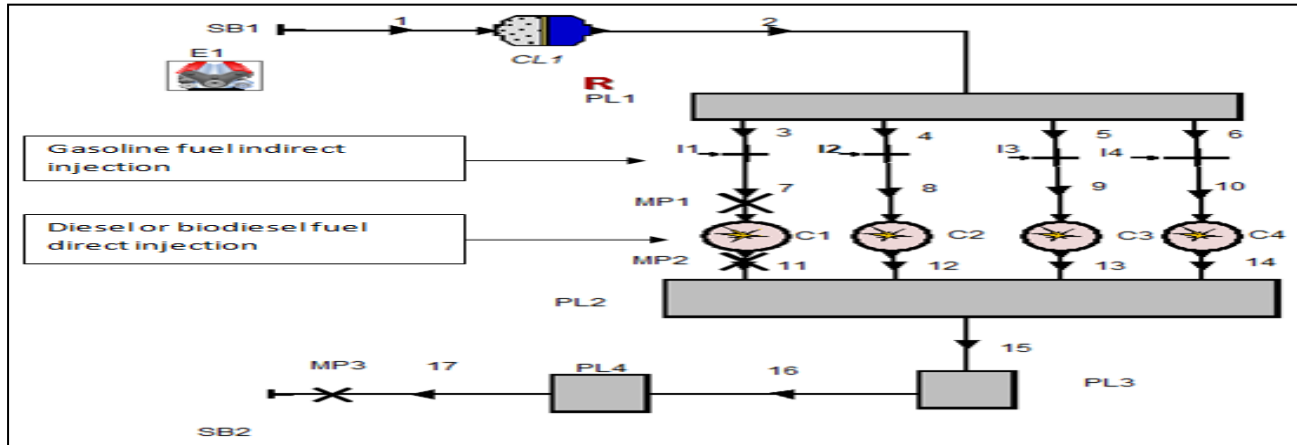 SB1
1
2
E1
CL1
R
PL1
3
4
5
6
Gasoline fuel indirect
injection
I1
I2
I3
I4
7
8
9
10
MP1
Diesel or biodiesel fuel
direct injection
C1
C2
C3
C4
MP2
11
12
13
14
PL2
15
MP3
17
PL4
16
PL3
SB2